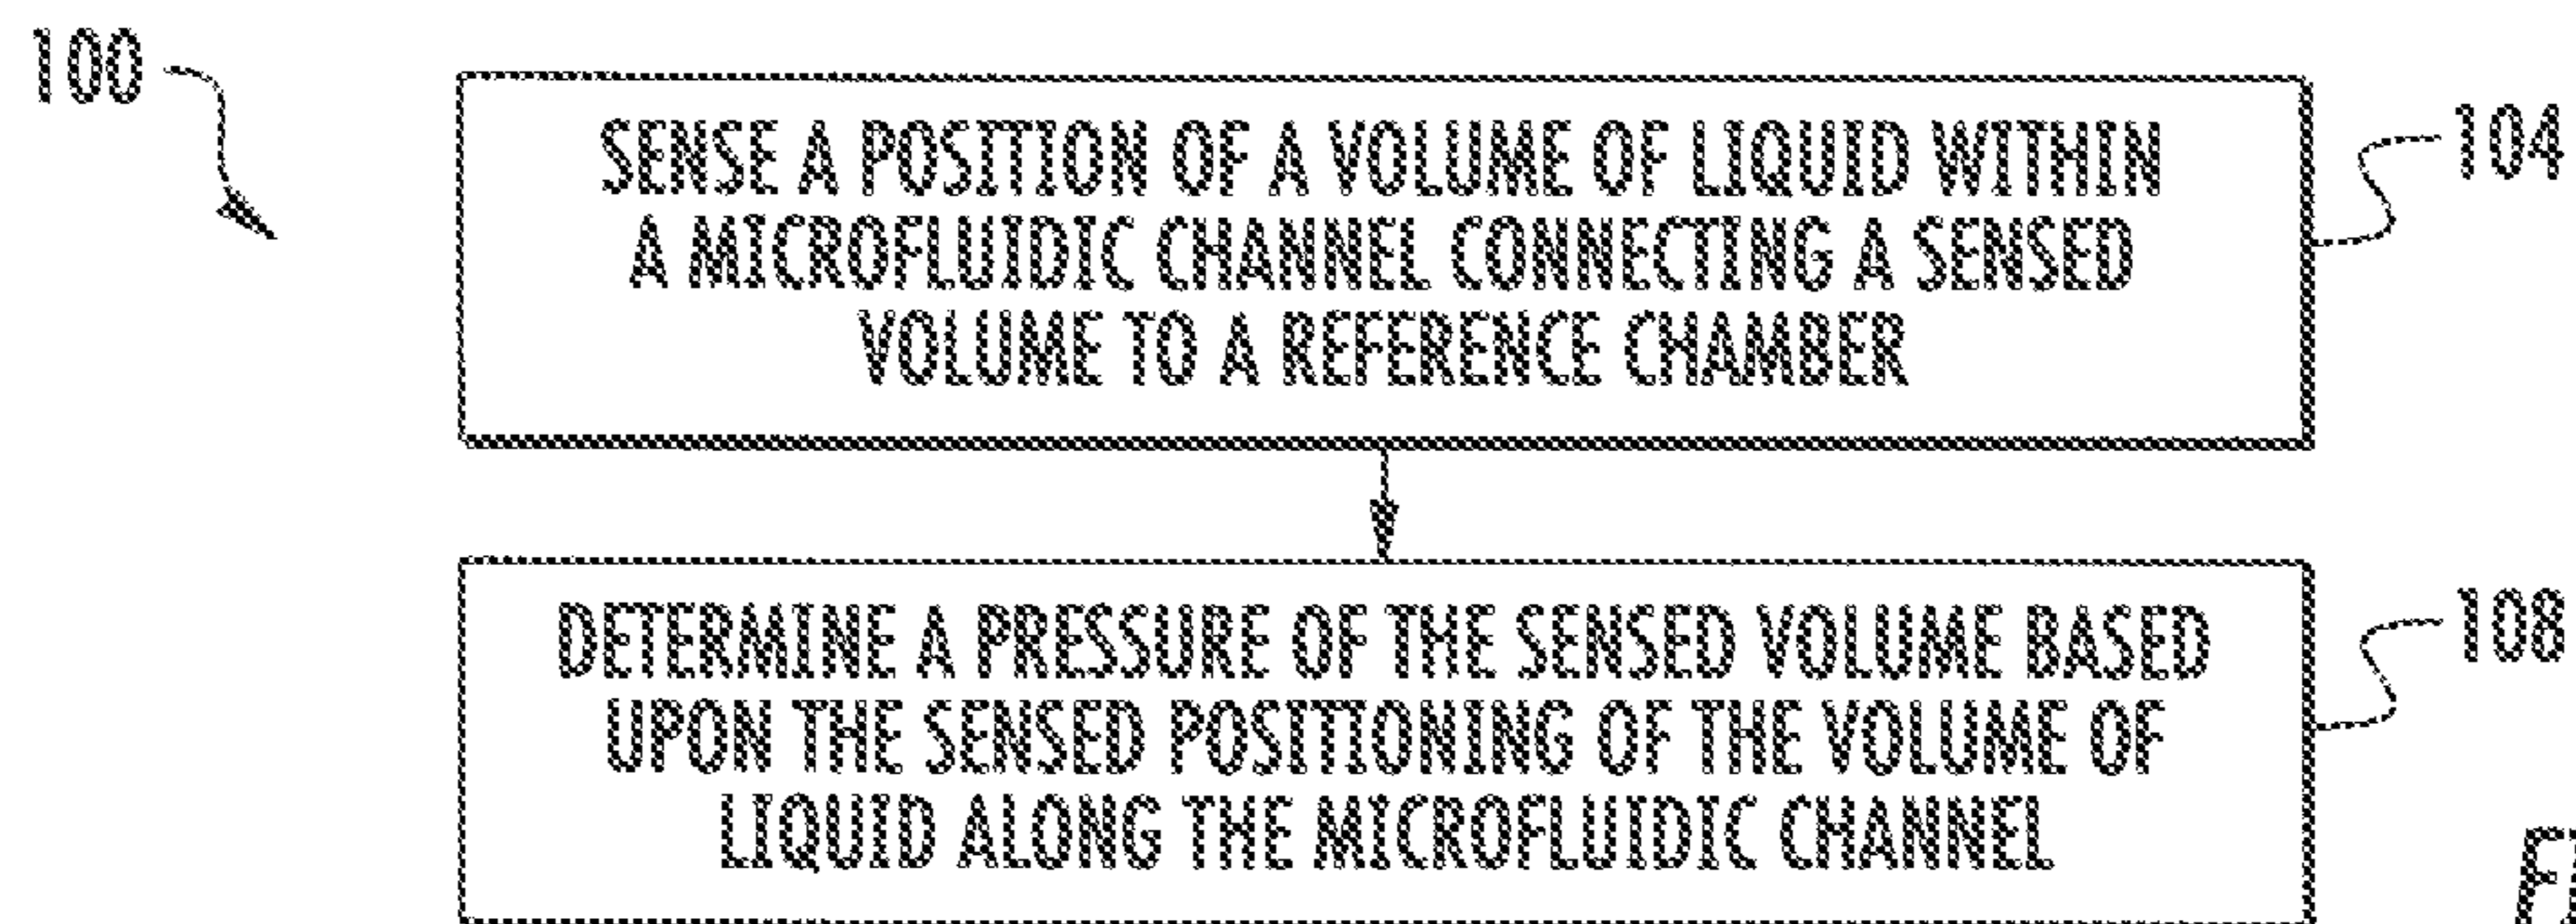 100
SENSE A POSITION OF A VOLUME OF LIQUID WITHIN
A MICROFLUIDIC CHANNEL CONNECTING A SENSED
VOLUME TO A REFERENCE CHAMBER
104
DETERMINE A PRESSURE OF THE SENSED VOLUME BASED
UPON THE SENSED POSITIONING OF THE VOLUME OF
LIQUID ALONG THE MICROFLUIDIC CHANNEL
108